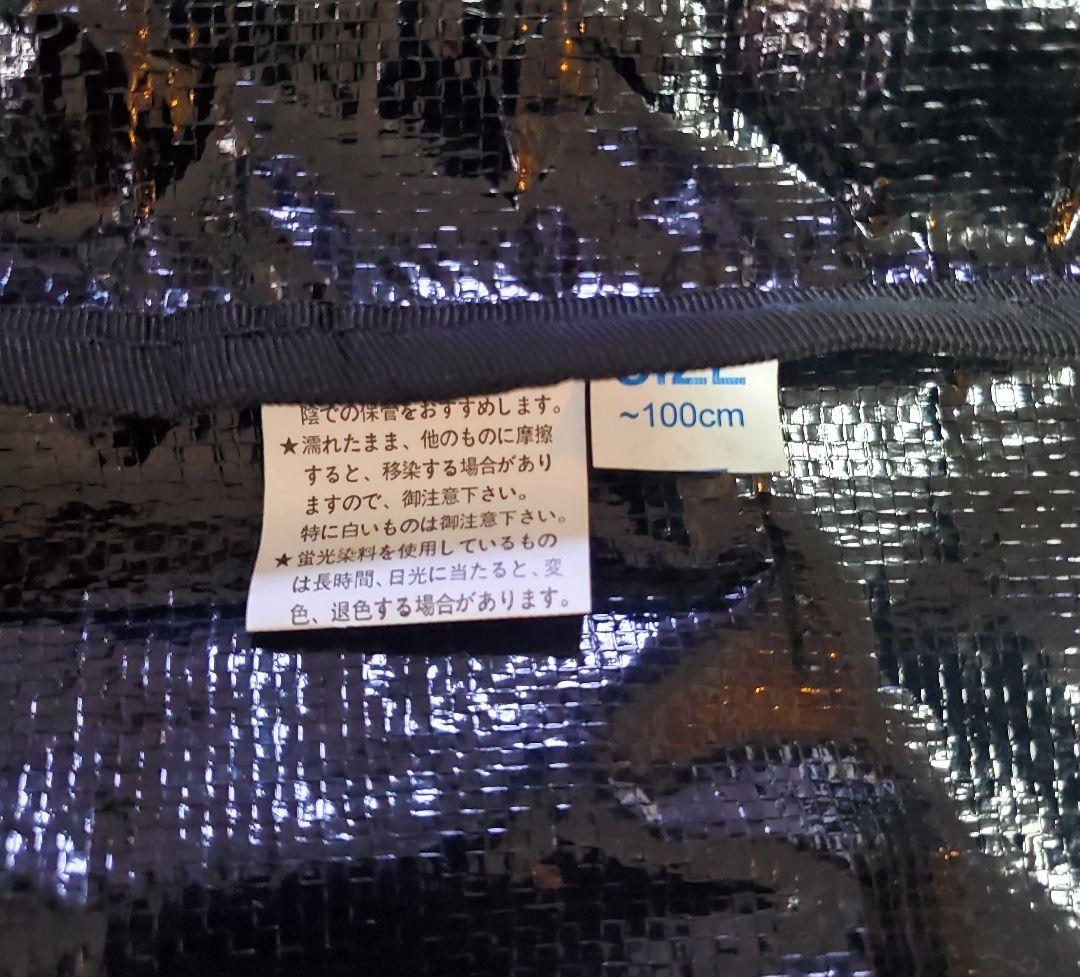 陰での保管をおすすめします。
★濡れたまま、他のものに摩擦
すると、移染する場合があり
ますので、御注意下さい。
特に白いものは御注意下さい。
★蛍光染料を使用しているもの
は長時間、日光に当たると、変
色、退色する場合があります。
SIZE
~100cm